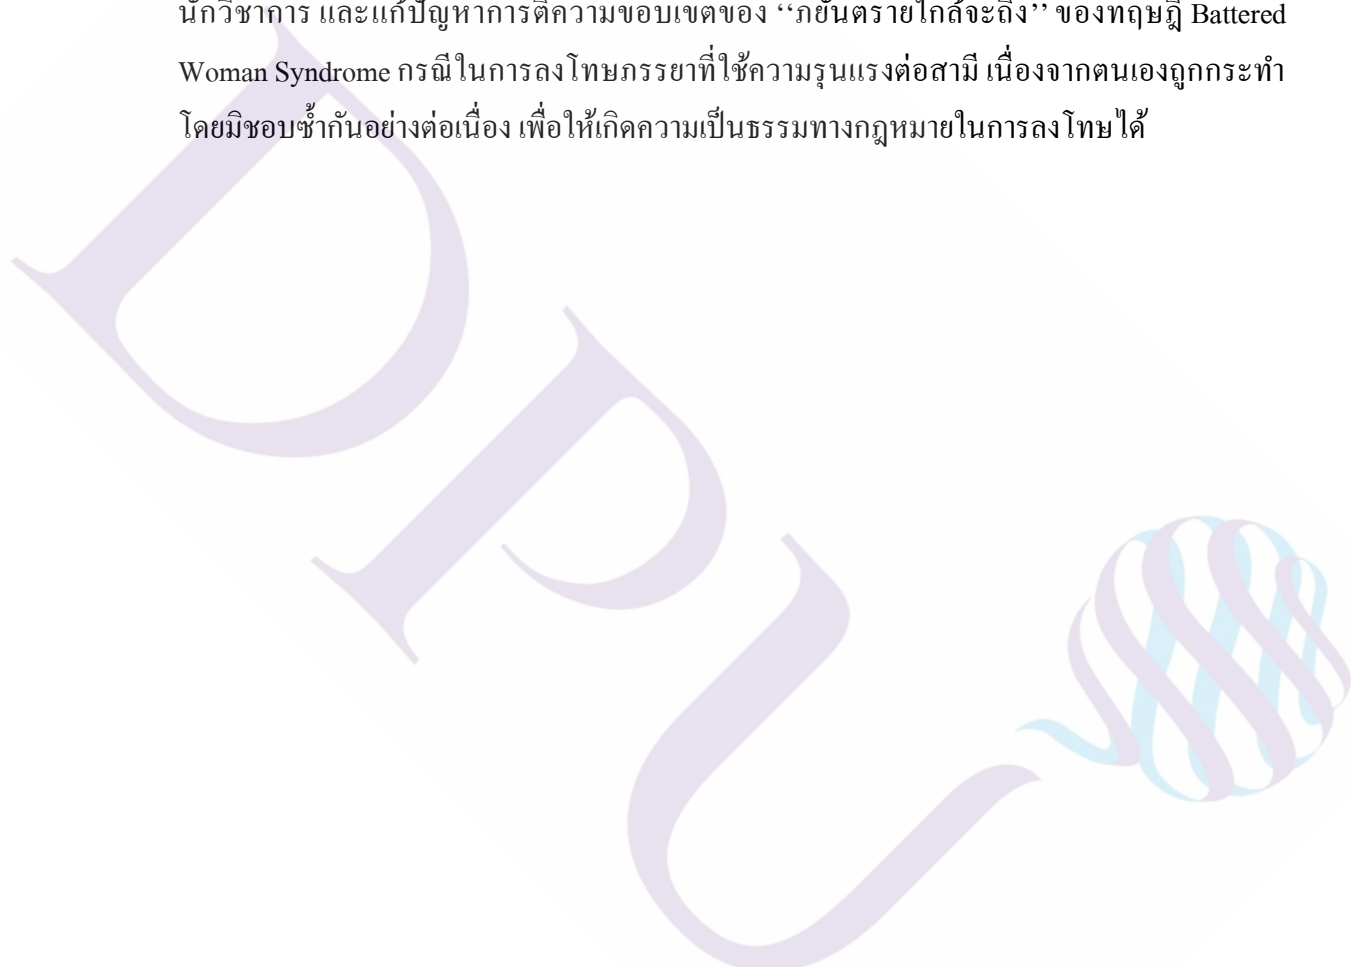 นักวิชาการ และแก้ปัญหาการตีความขอบเขตของ ‘‘ภยันตรายใกล้จะถึง’’ ของทฤษฎี Battered
Woman Syndrome กรณีในการลงโทษภรรยาที่ใช้ความรุนแรงต่อสามี เนื่องจากตนเองถูกกระทำ
โดยมิชอบซ้ำกันอย่างต่อเนื่อง เพื่อให้เกิดความเป็นธรรมทางกฎหมายในการลงโทษได้
DPU